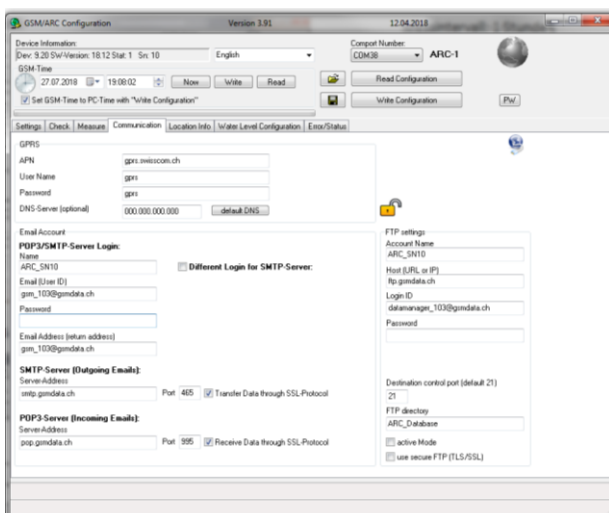 GSM/ARC Configuration Version 3.91 12.04.2018
Device Information:
Dev: 9.20 SW-Version: 18.12 Stat: 1 Sn: 10 English
Comport Number:
COM38 ARC-1
GSM-Time
27.07.2018 19:08:02 Now Write Read
Read Configuration
Set GSM-Time to PC-Time with "Write Configuration"
Write Configuration PW
Settings Check Measure Communication Location Info Water Level Configuration Error/Status
GPRS
APN gprs.swisscom.ch
User Name gprs
Password gprs
DNS-Server (optional) 000.000.000.000 default DNS
Email Account
POP3/SMTP-Server Login:
Name
ARC_SN10
Different Login for SMTP-Server:
Email (User ID)
gsm_103@gsmdata.ch
Password
Email Address (return address)
gsm_103@gsmdata.ch
SMTP-Server (Outgoing Emails):
Server-Address
smtp.gsmdata.ch Port 465 Transfer Data through SSL-Protocol
POP3-Server (Incoming Emails):
Server-Address
pop.gsmdata.ch Port 995 Receive Data through SSL-Protocol
FTP settings
Account Name
ARC_SN10
Host (URL or IP)
ftp.gsmdata.ch
Login ID
datamanager_103@gsmdata.ch
Password
Destination control port (default 21)
21
FTP directory
ARC_Database
active Mode
use secure FTP (TLS/SSL)